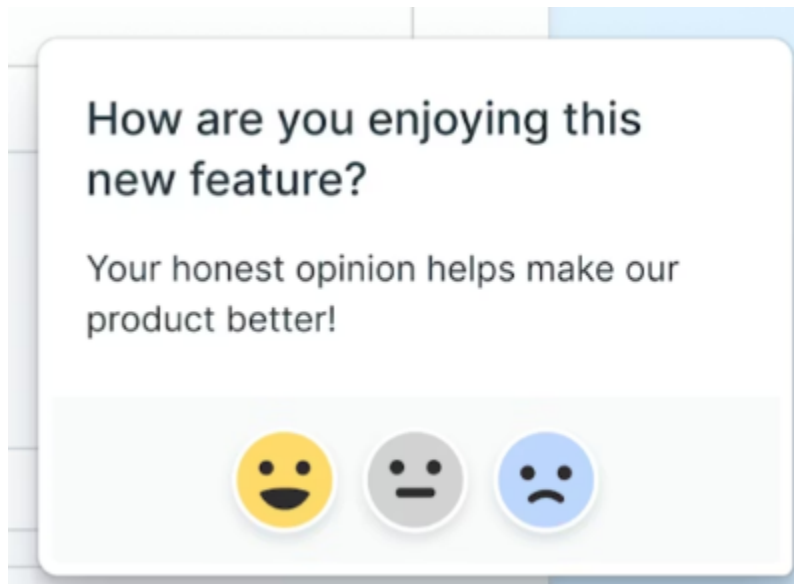 How are you enjoying this
new feature?
Your honest opinion helps make our
product better!